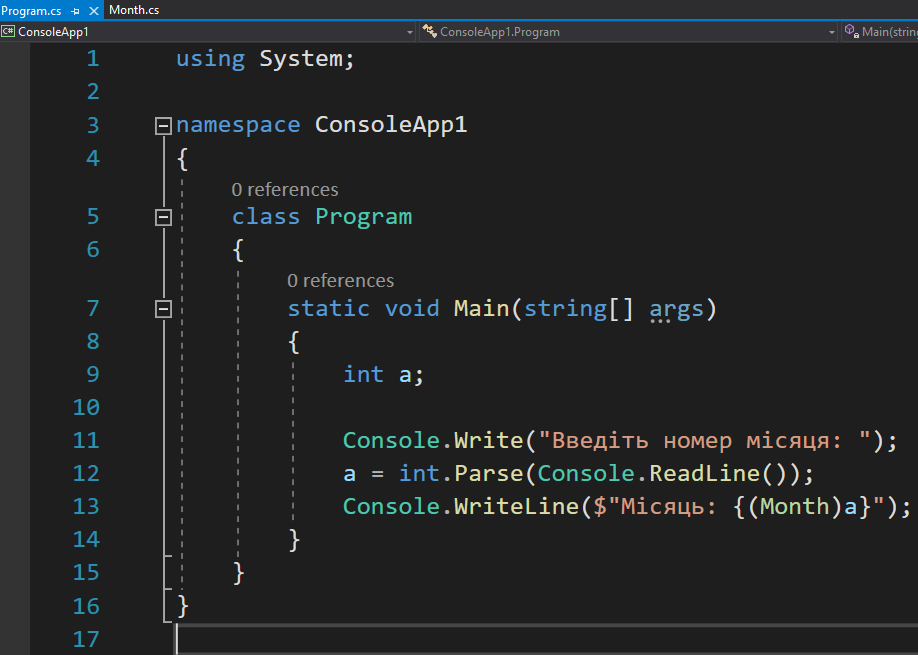 Program.cs Month.cs
C# ConsoleApp1 ConsoleApp1.Program Main(string
1 using System;
2
3 namespace ConsoleApp1
4 {
0 references
5 class Program
6 {
0 references
7 static void Main(string[] args)
8 {
9 int a;
10
11 Console.Write("Введіть номер місяця: ");
12 a = int.Parse(Console.ReadLine());
13 Console.WriteLine($"Місяць: {(Month)a}");
14 }
15 }
16 }
17